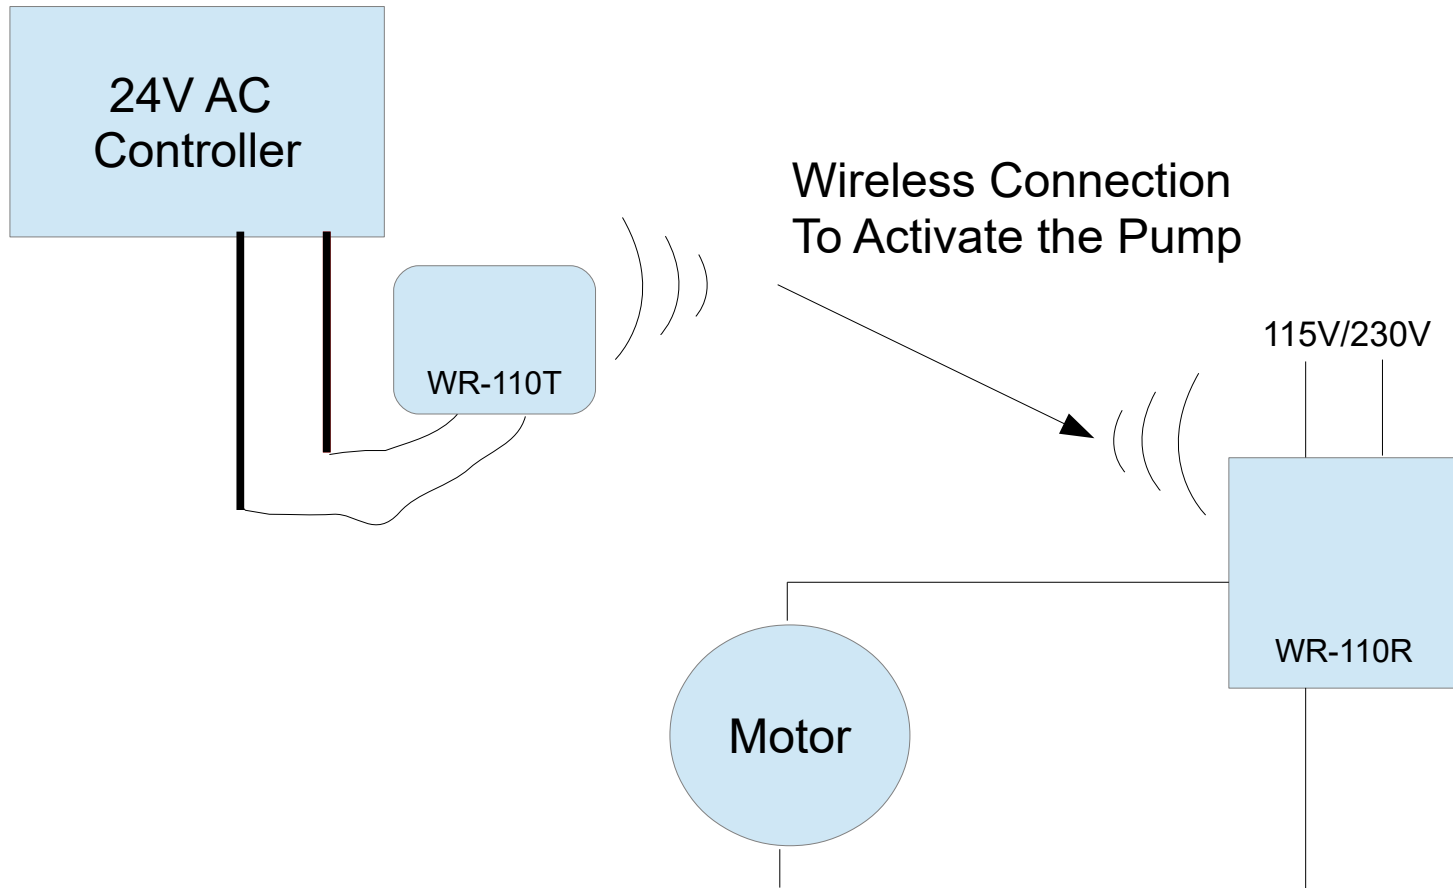 24V AC
Controller
Wireless Connection
To Activate the Pump
115V/230V
WR-110T
WR-110R
Motor